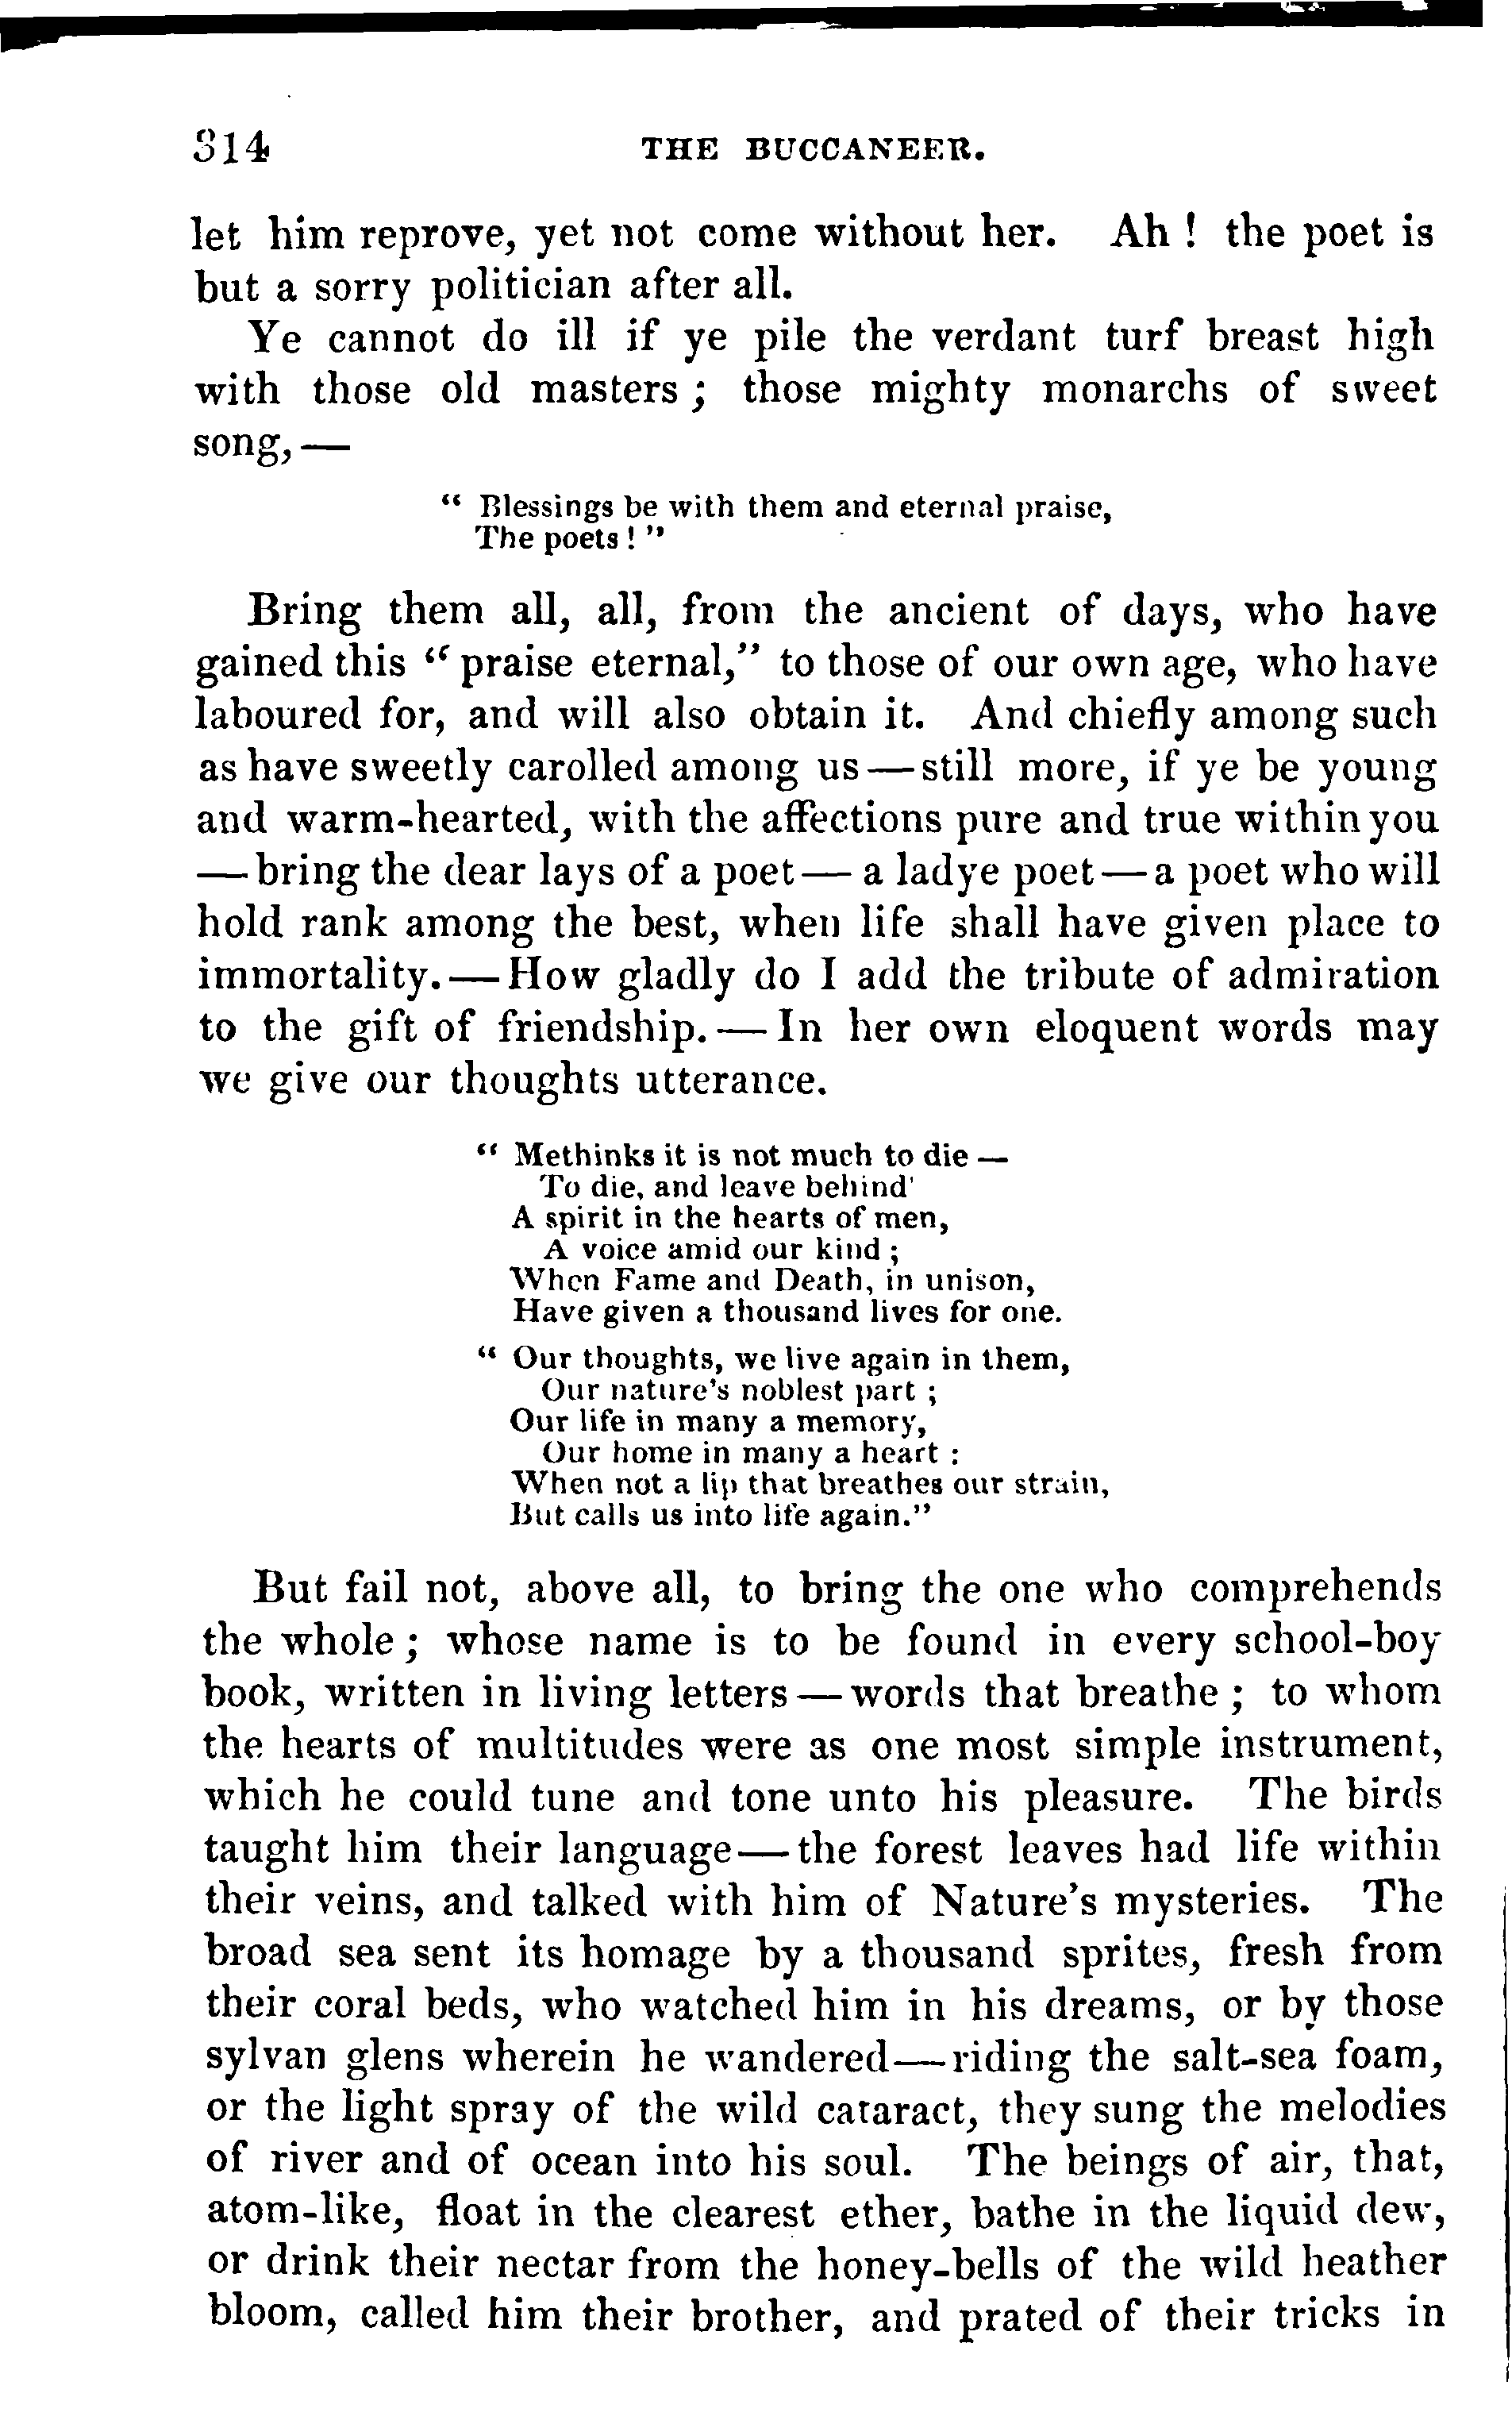 314 THE BUCCANEER.
let him reprove, yet not come without her. Ah ! the poet is
but a sorry politician after all.
Ye cannot do ill if ye pile the verdant turf breast high
with those old masters ; those mighty monarchs of sweet
song, —
“ Blessings be with them and eternal praise,
The poets ! ”
Bring them all, all, from the ancient of days, who have
gained this “ praise eternal,” to those of our own age, who have
laboured for, and will also obtain it. And chiefly among such
as have sweetly carolled among us — still more, if ye be young
and warm-hearted, with the affections pure and true within you
— bring the dear lays of a poet — a ladye poet — a poet who will
hold rank among the best, when life shall have given place to
immortality. — How gladly do I add the tribute of admiration
to the gift of friendship. — In her own eloquent words may
we give our thoughts utterance.
“ Methinks it is not much to die —
To die, and leave behind'
A spirit in the hearts of men,
A voice amid our kind ;
When Fame and Death, in unison,
Have given a thousand lives for one.
“ Our thoughts, we live again in them,
Our nature's noblest part ;
Our life in many a memory,
Our home in many a heart :
When not a lip that breathes our strain,
But calls us into life again.”
But fail not, above all, to bring the one who comprehends
the whole ; whose name is to be found in every school-boy
book, written in living letters — words that breathe ; to whom
the hearts of multitudes were as one most simple instrument,
which he could tune and tone unto his pleasure. The birds
taught him their language — the forest leaves had life within
their veins, and talked with him of Nature's mysteries. The
broad sea sent its homage by a thousand sprites, fresh from
their coral beds, who watched him in his dreams, or by those
sylvan glens wherein he wandered — riding the salt-sea foam,
or the light spray of the wild cataract, they sung the melodies
of river and of ocean into his soul. The beings of air, that,
atom-like, float in the clearest ether, bathe in the liquid dew,
or drink their nectar from the honey-bells of the wild heather
bloom, called him their brother, and prated of their tricks in